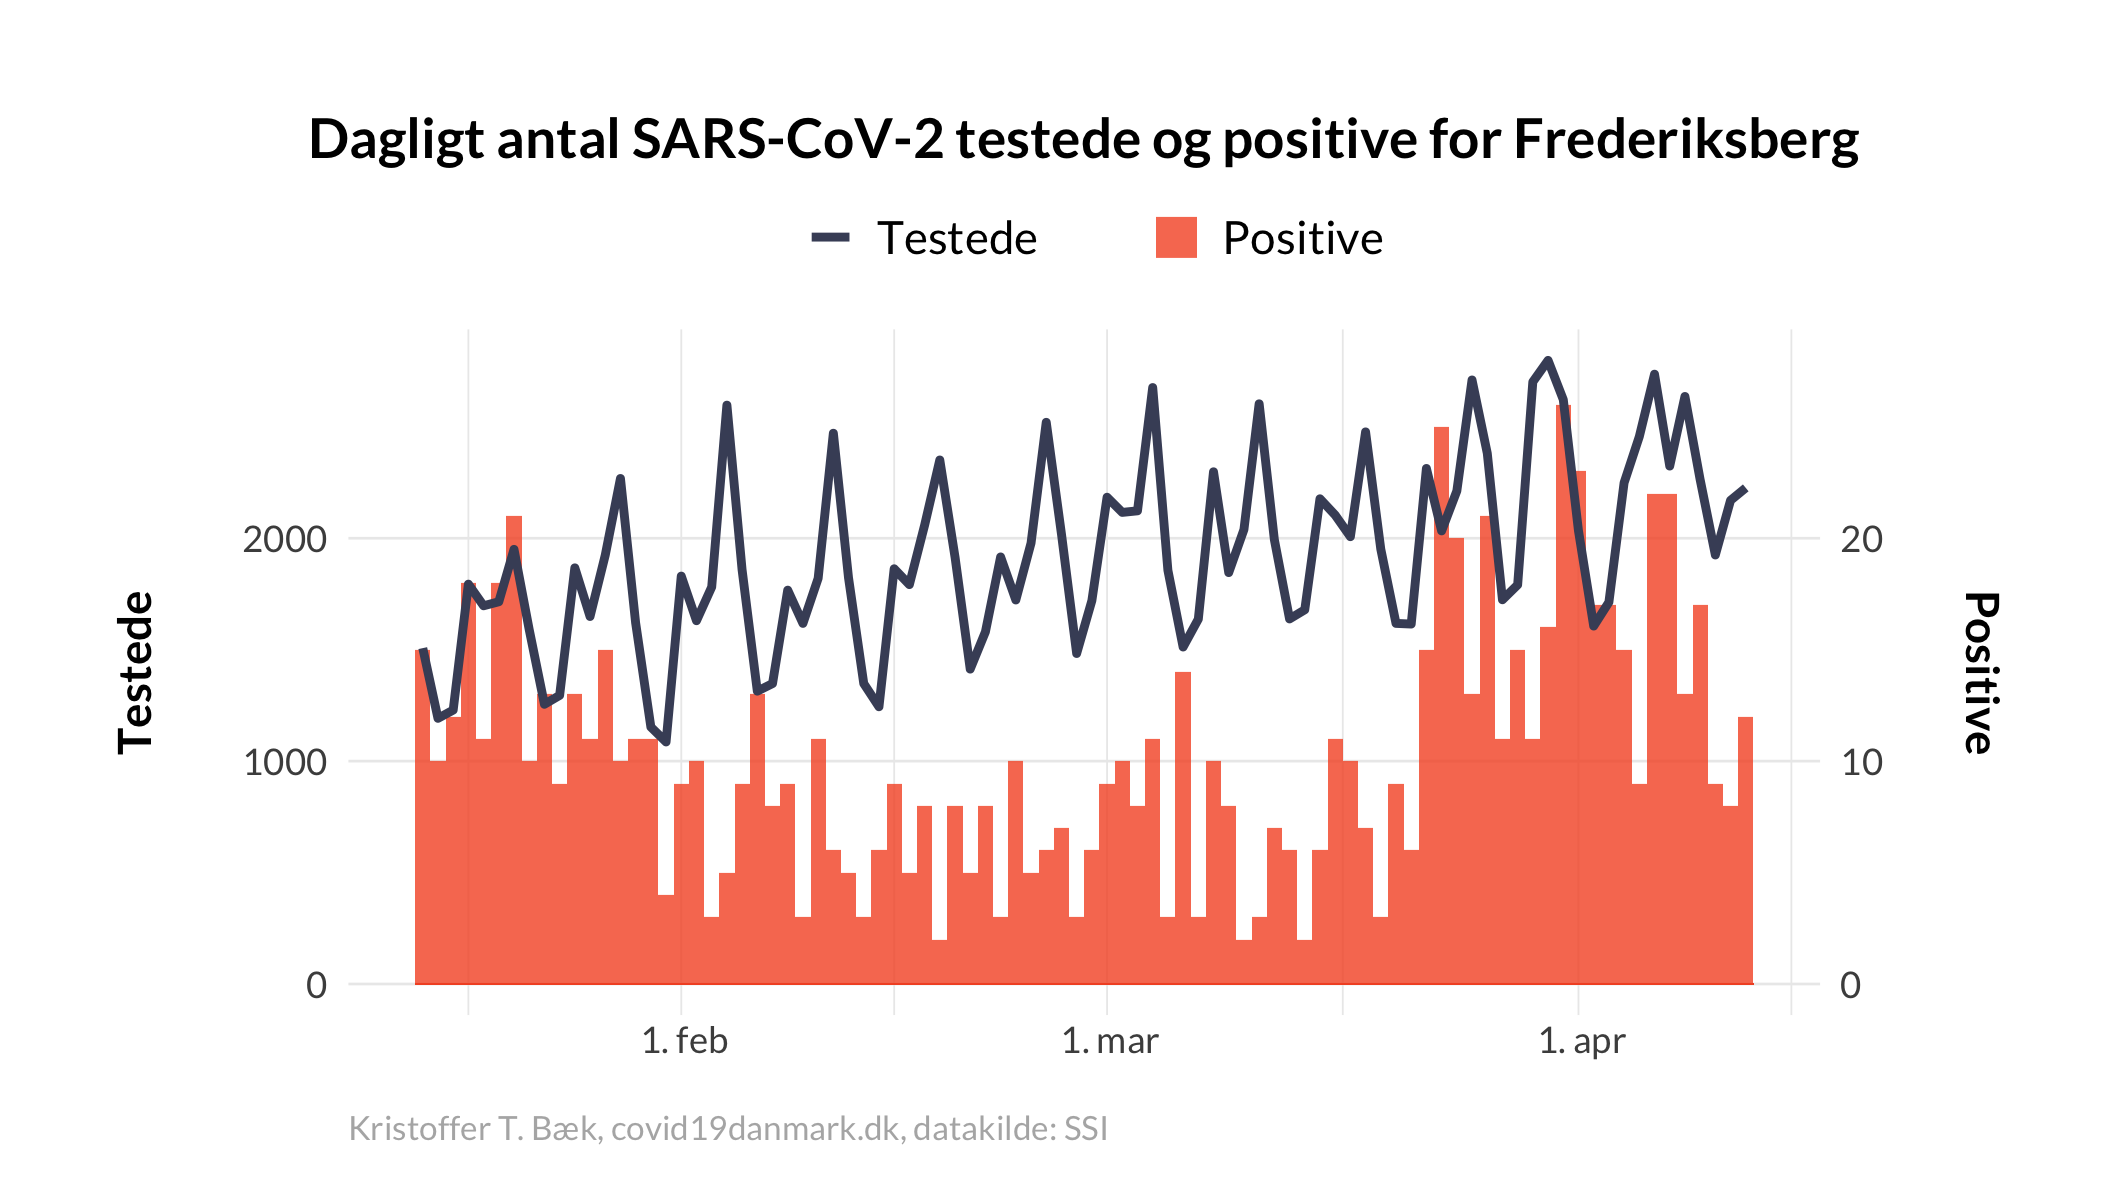 Dagligt antal SARS-CoV-2 testede og positive for Frederiksberg
Testede
Positive
2000
1000
0
Testede
20
10
0
Positive
1. feb
1. mar
1. apr
Kristoffer T. Bæk, covid19danmark.dk, datakilde: SSI